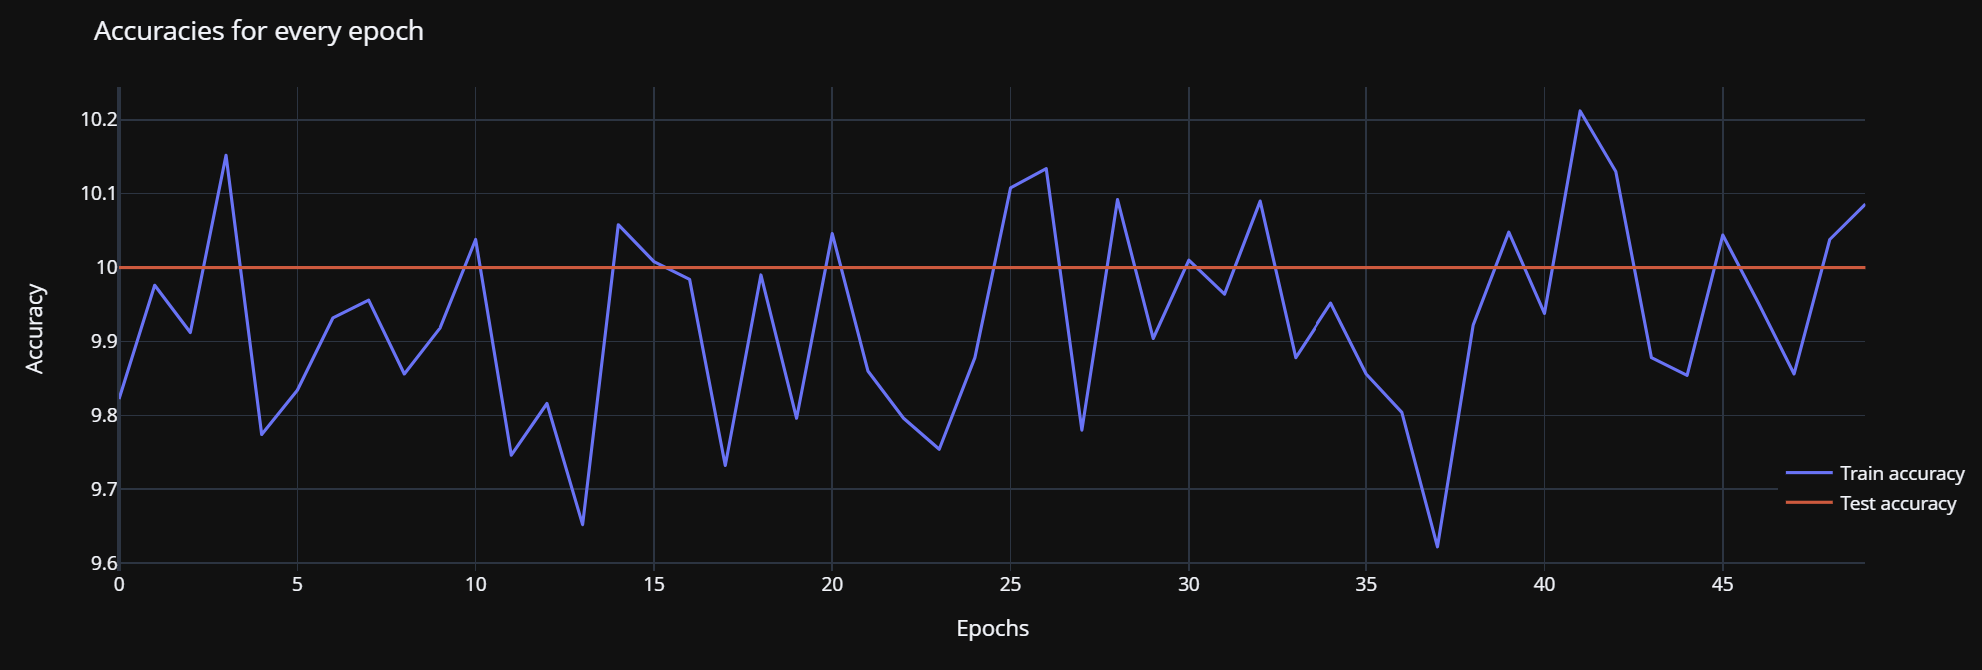 Accuracies for every epoch
10.2
10.1
10
9.9
9.8
9.7
9.6
Accuracy
0 5 10 15 20 25 30 35 40 45
Epochs
Train accuracy
Test accuracy